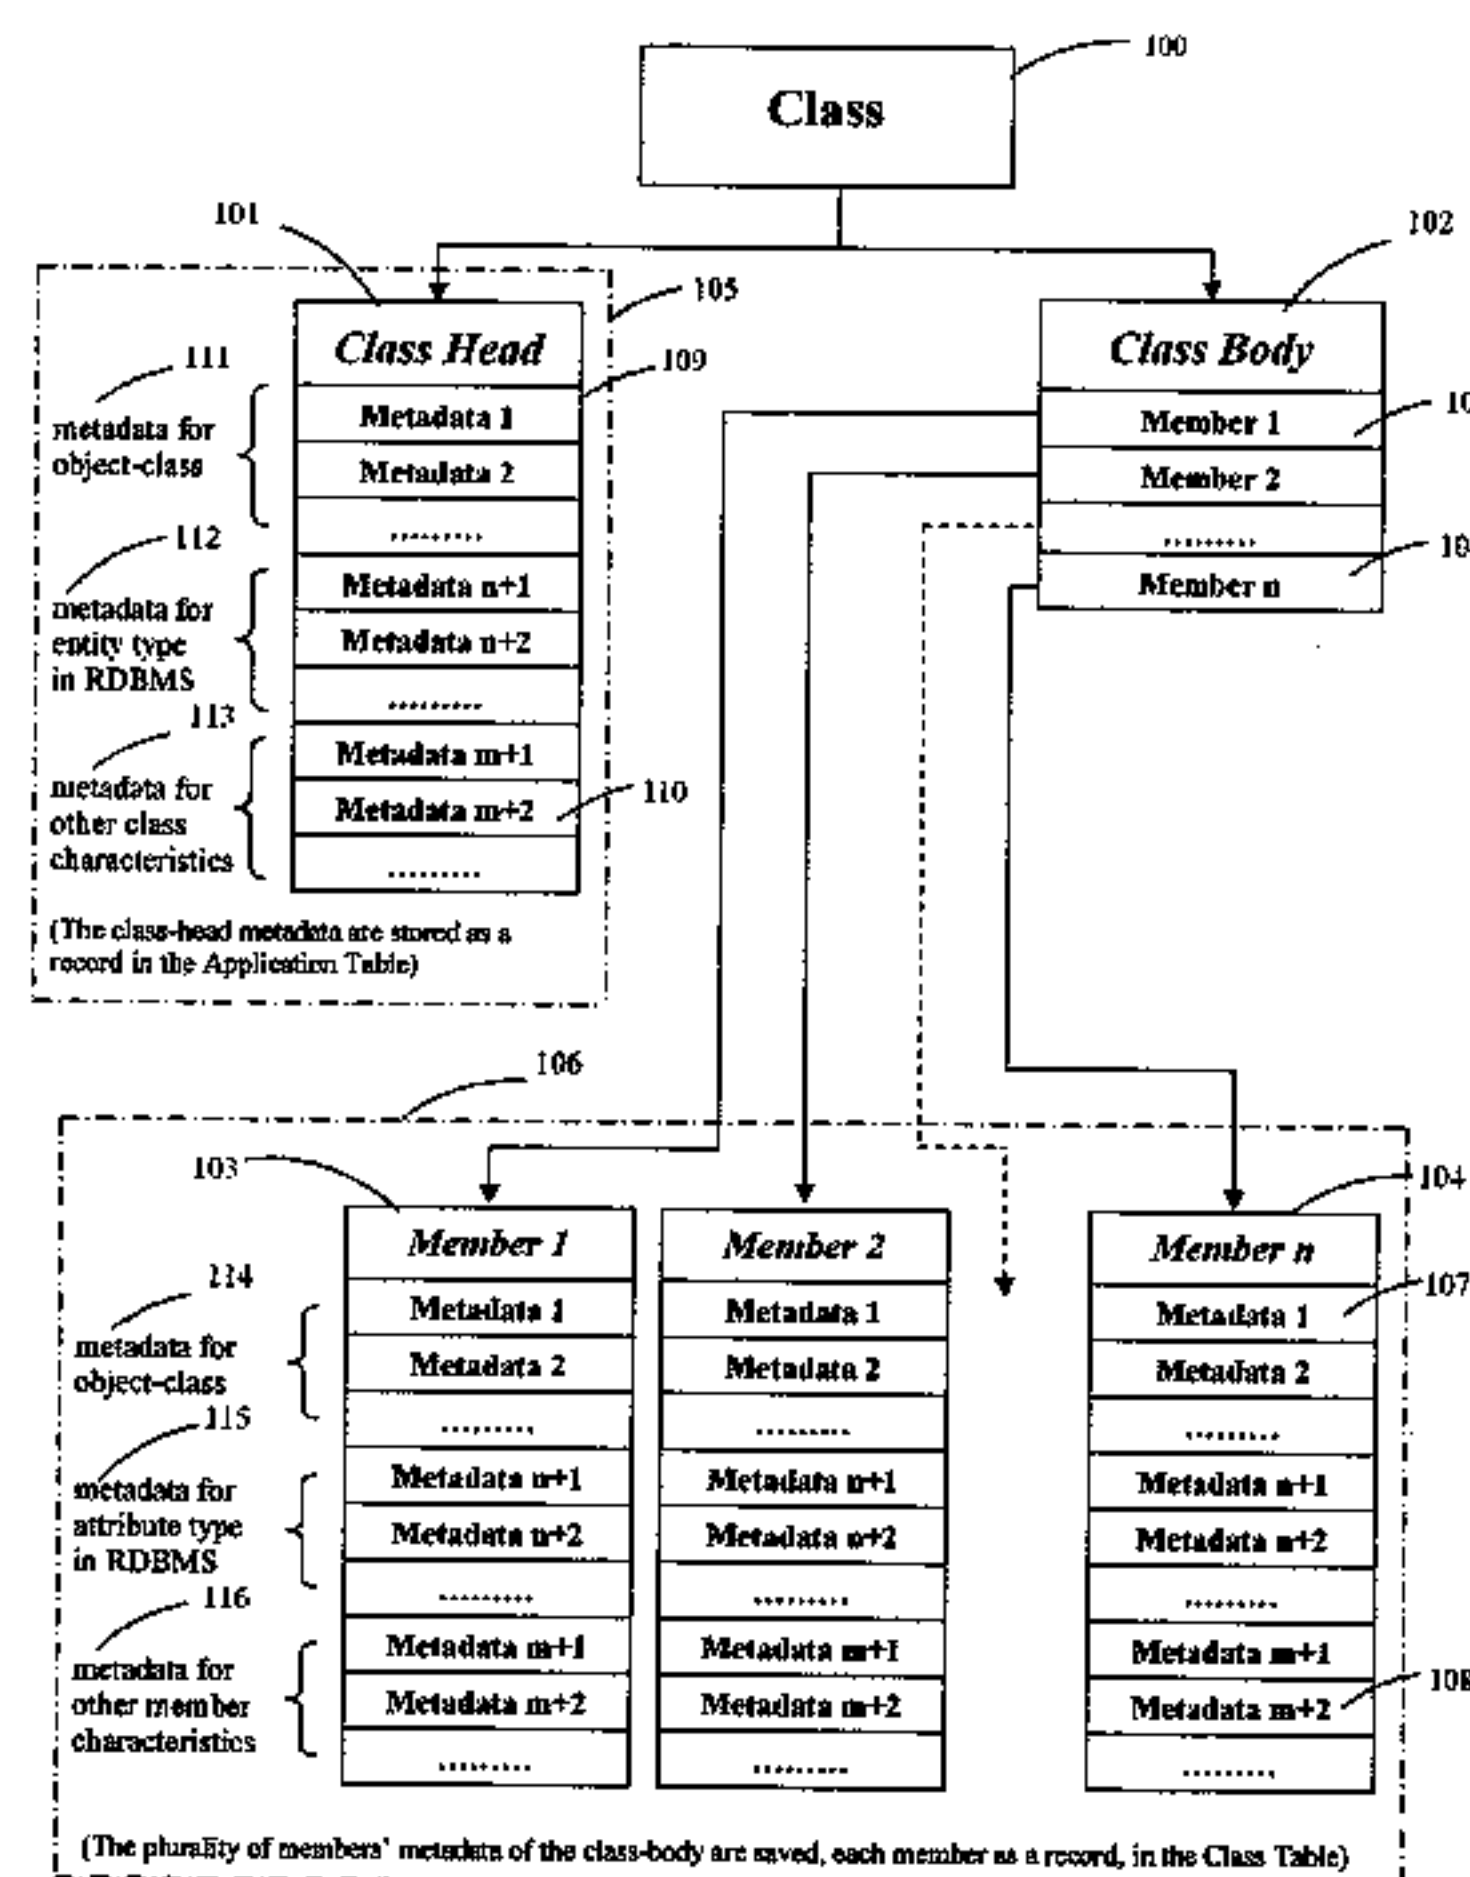 100
Class
101
102
105
Class Head
Class Body
111
109
metadata for
object-class
Metadata 1
Metadata 2
.........
Member 1
Member 2
.........
Member n
112
metadata for
entity type
in RDBMS
Metadata n+1
Metadata n+2
.........
113
metadata for
other class
characteristics
Metadata m+1
Metadata m+2
.........
110
(The class-head metadata are stored as a
record in the Application Table)
106
103
104
Member 1
Member 2
Member n
107
metadata for
object-class
Metadata 1
Metadata 1
Metadata 1
Metadata 2
Metadata 2
Metadata 2
.........
.........
.........
115
metadata for
attribute type
in RDBMS
Metadata n+1
Metadata n+1
Metadata n+1
Metadata n+2
Metadata n+2
Metadata n+2
.........
.........
.........
116
metadata for
other member
characteristics
Metadata m+1
Metadata m+1
Metadata m+1
Metadata m+2
Metadata m+2
Metadata m+2
108
.........
.........
.........
(The plurality of members' metadata of the class-body are saved, each member as a record, in the Class Table)